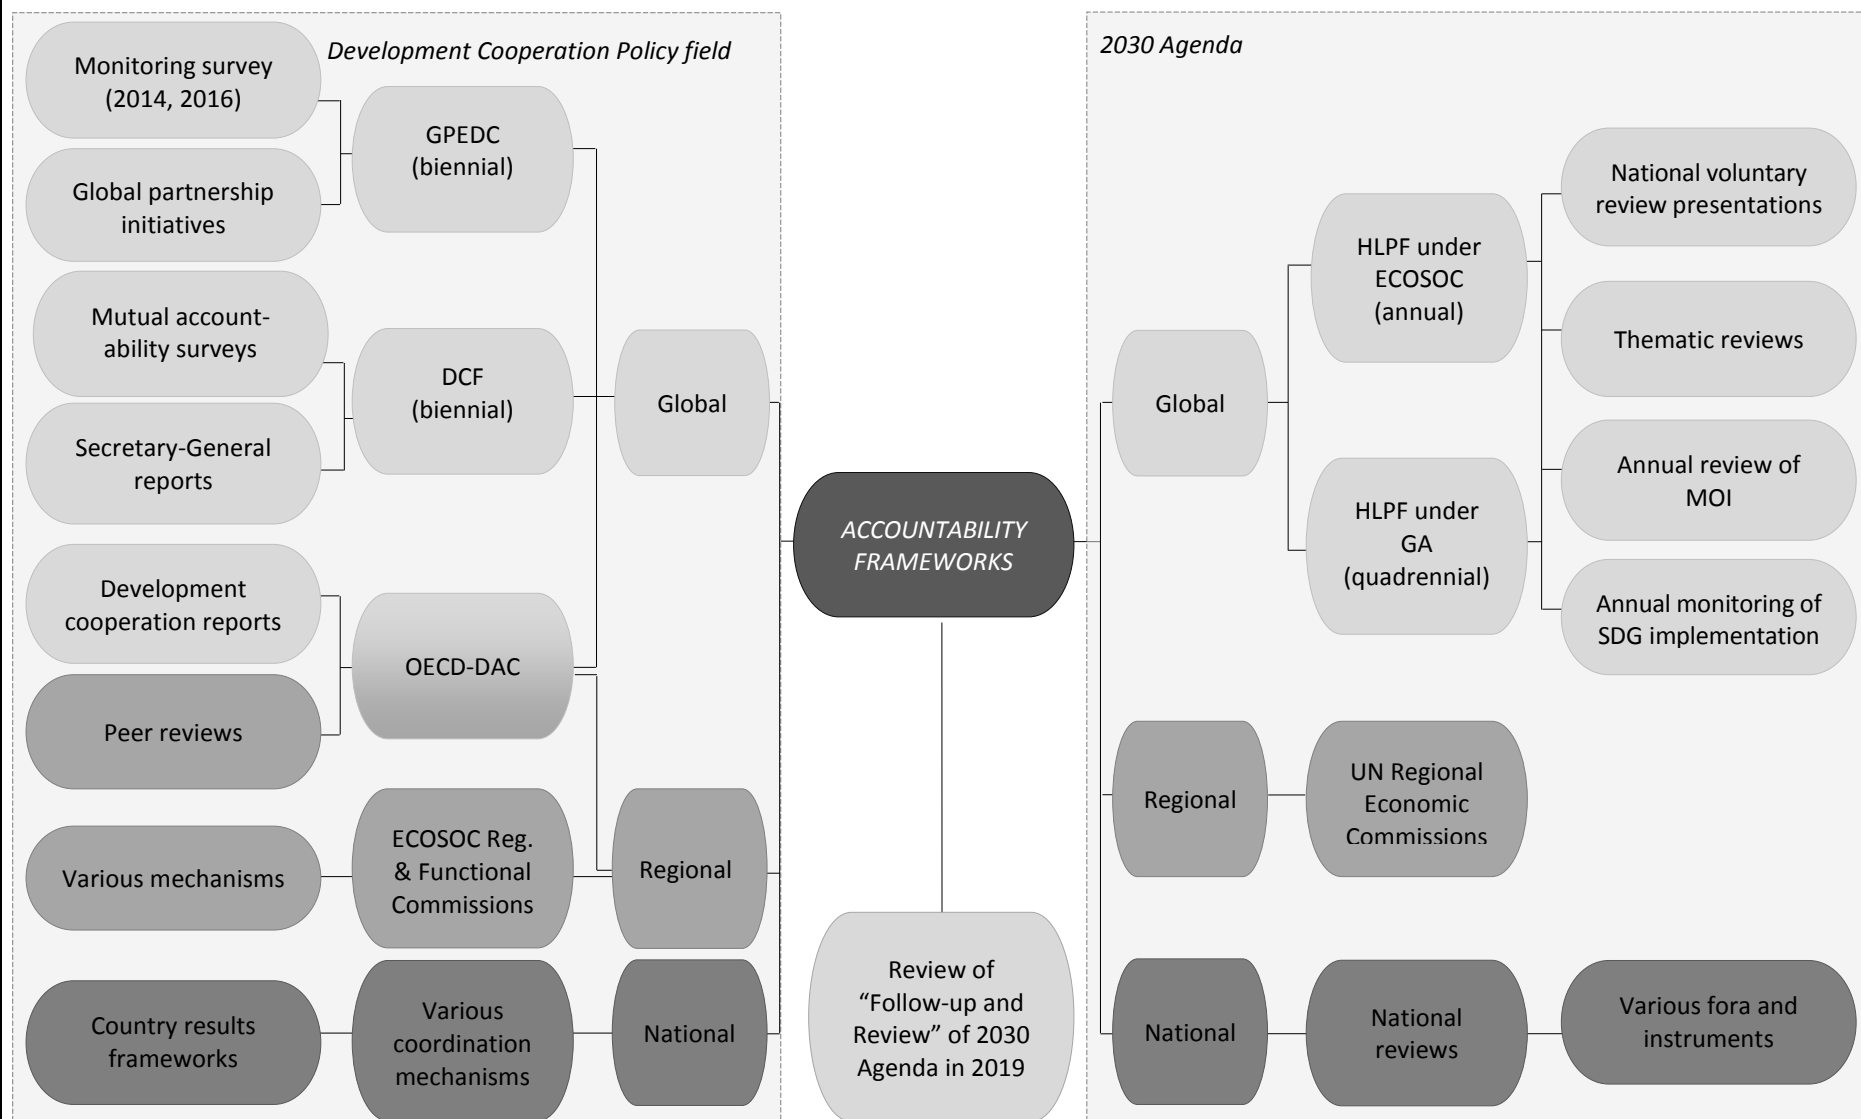 Development Cooperation Policy field
Monitoring survey
(2014, 2016)
Global partnership
initiatives
GPEDC
(biennial)
Mutual account-
ability surveys
Secretary-General
reports
DCF
(biennial)
Global
Development
cooperation reports
Peer reviews
OECD-DAC
Various mechanisms
ECOSOC Reg.
& Functional
Commissions
Regional
Country results
frameworks
Various
coordination
mechanisms
National
ACCOUNTABILITY
FRAMEWORKS
Review of
“Follow-up and
Review” of 2030
Agenda in 2019
2030 Agenda
Global
HLPF under
ECOSOC
(annual)
HLPF under
GA
(quadrennial)
National voluntary
review presentations
Thematic reviews
Annual review of
MOI
Annual monitoring of
SDG implementation
Regional
UN Regional
Economic
Commissions
National
National
reviews
Various fora and
instruments